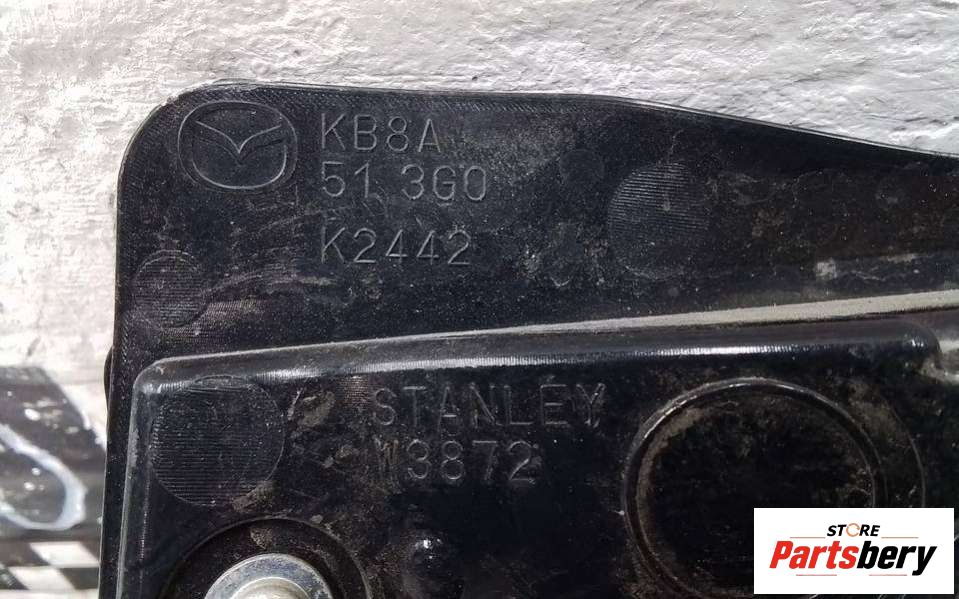 KB8A
51 3G0
K2442
STANLEY
W3872
STORE
Partsbery